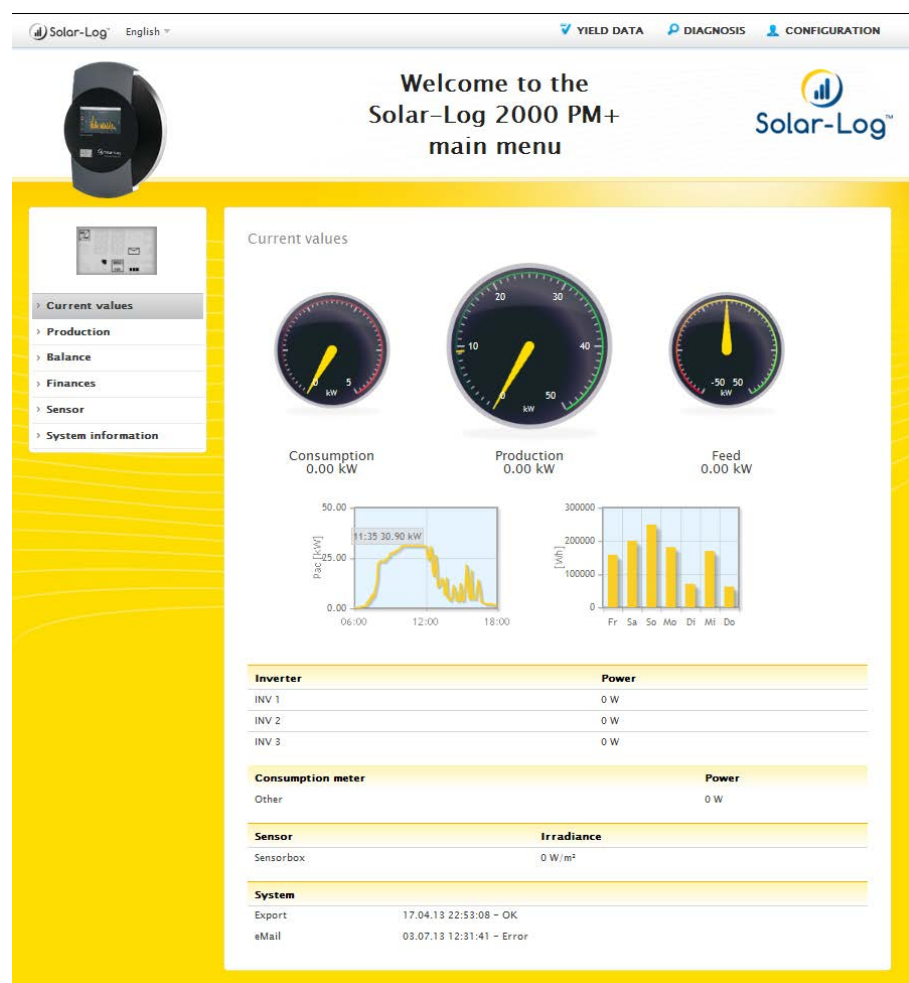 Solar-Log™ English
YIELD DATA DIAGNOSIS CONFIGURATION
Welcome to the
Solar-Log 2000 PM+
main menu
Solar-Log™
Current values
Production
Balance
Finances
Sensor
System information
Current values
0 5
kW
0 10 20 30 40 50
kW
-50 50
kW
Consumption
0.00 kW
Production
0.00 kW
Feed
0.00 kW
50.00
25.00
0.00
Pac [kW]
11:35 30.90 kW
06:00 12:00 18:00
300000
200000
100000
0
[Wh]
Fr Sa So Mo Di Mi Do
Inverter Power
INV 1 0 W
INV 2 0 W
INV 3 0 W
Consumption meter Power
Other 0 W
Sensor Irradiance
Sensorbox 0 W/m²
System
Export 17.04.13 22:53:08 - OK
eMail 03.07.13 12:31:41 - Error